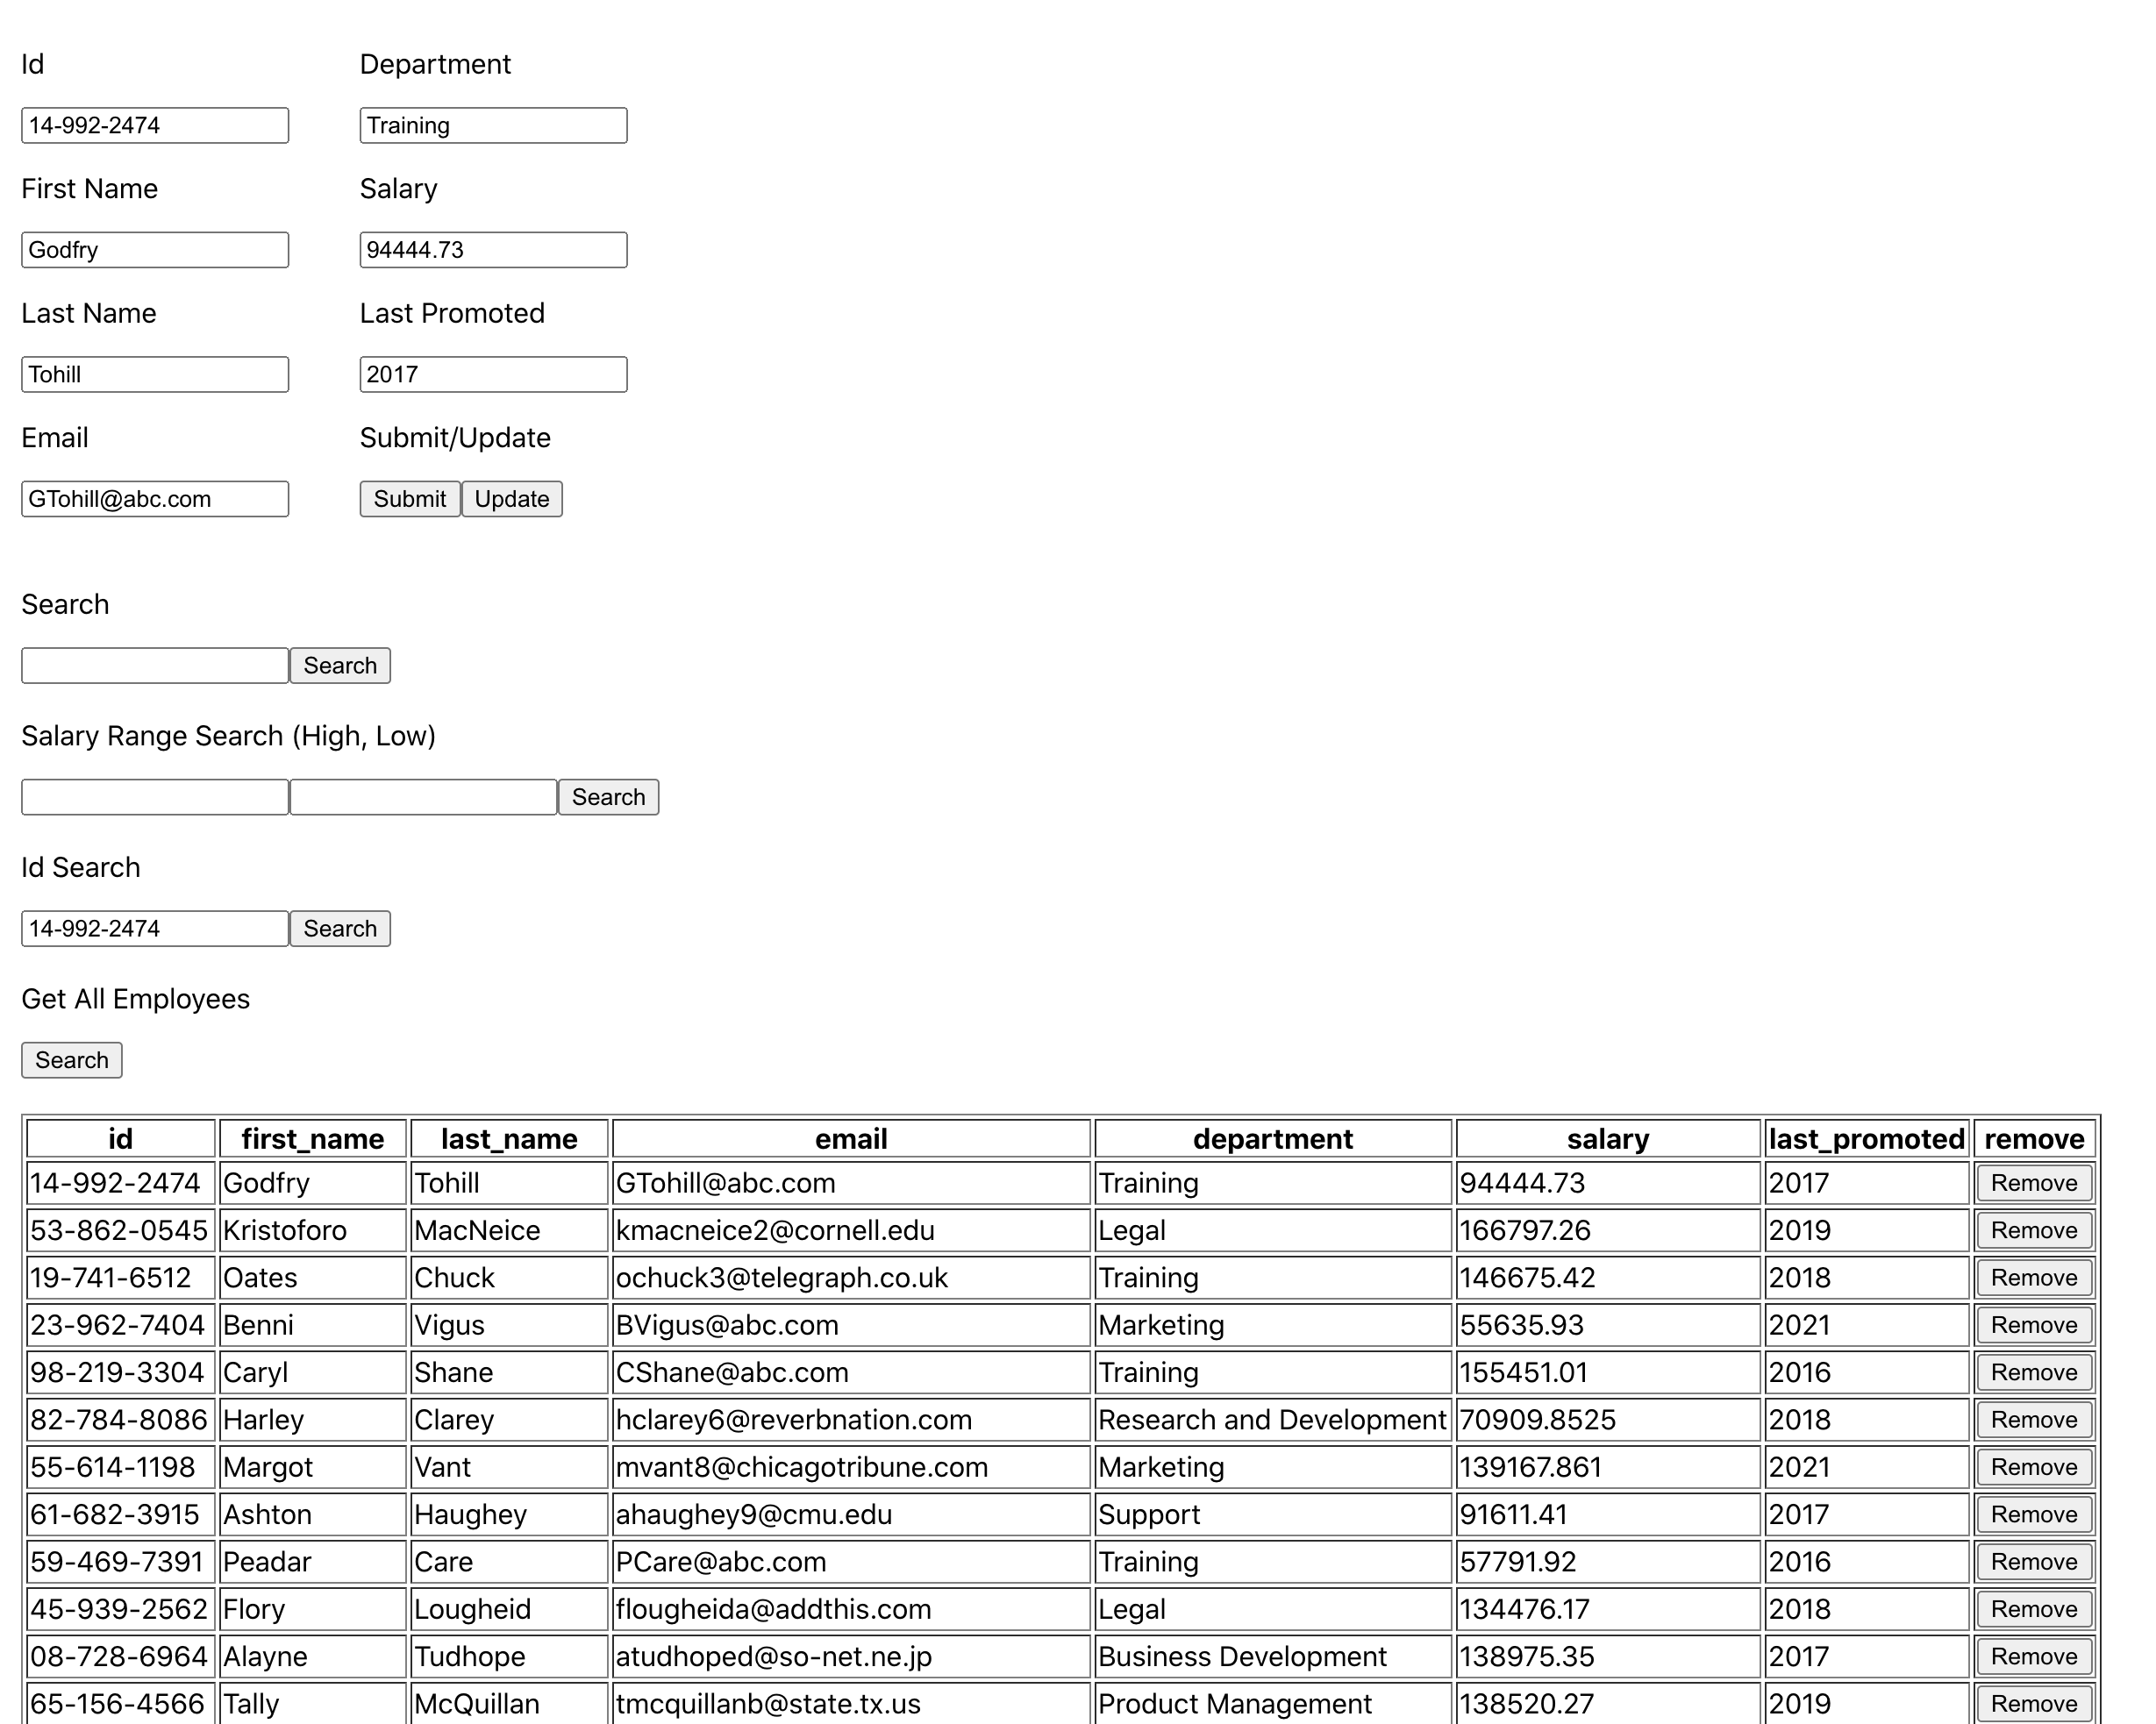 Id Department
14-992-2474 Training
First Name Salary
Godfry 94444.73
Last Name Last Promoted
Tohill 2017
Email Submit/Update
GTohill@abc.com Submit Update
Search
Search
Salary Range Search (High, Low)
Search
Id Search
14-992-2474 Search
Get All Employees
Search
id first_name last_name email department salary last_promoted remove
14-992-2474 Godfry Tohill GTohill@abc.com Training 94444.73 2017 Remove
53-862-0545 Kristoforo MacNeice kmacneice2@cornell.edu Legal 166797.26 2019 Remove
19-741-6512 Oates Chuck ochuck3@telegraph.co.uk Training 146675.42 2018 Remove
23-962-7404 Benni Vigus BVigus@abc.com Marketing 55635.93 2021 Remove
98-219-3304 Caryl Shane CShane@abc.com Training 155451.01 2016 Remove
82-784-8086 Harley Clarey hclarey6@reverbnation.com Research and Development 70909.8525 2018 Remove
55-614-1198 Margot Vant mvant8@chicagotribune.com Marketing 139167.861 2021 Remove
61-682-3915 Ashton Haughey ahaughey9@cmu.edu Support 91611.41 2017 Remove
59-469-7391 Peadar Care PCare@abc.com Training 57791.92 2016 Remove
45-939-2562 Flory Lougheid flougheida@addthis.com Legal 134476.17 2018 Remove
08-728-6964 Alayne Tudhope atudhoped@so-net.ne.jp Business Development 138975.35 2017 Remove
65-156-4566 Tally McQuillan tmcquillanb@state.tx.us Product Management 138520.27 2019 Remove